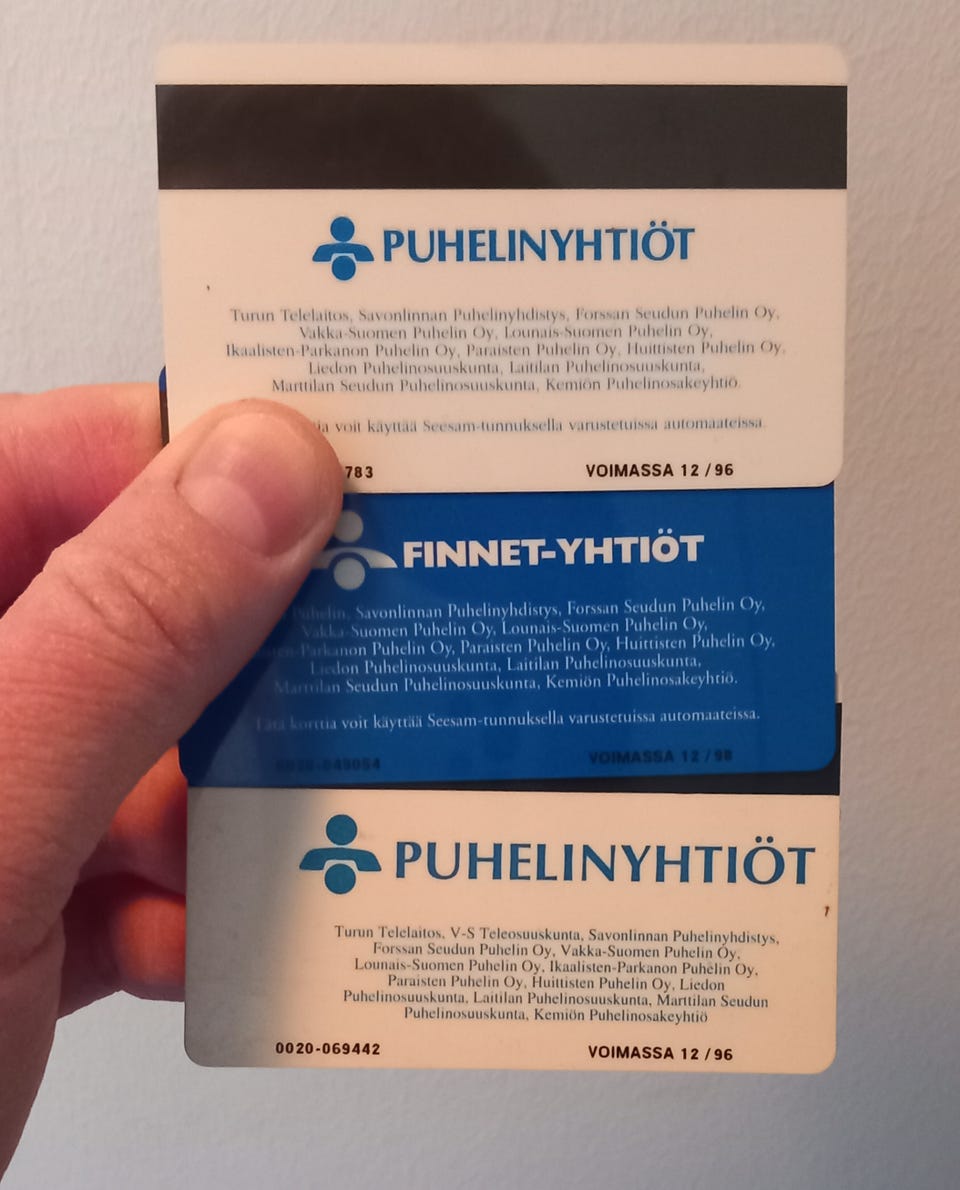 PUHELINYHTIÖT
Turun Telelaitos, Savonlinnan Puhelinyhdistys, Forssan Seudun Puhelin Oy,
Vakka-Suomen Puhelin Oy, Lounais-Suomen Puhelin Oy,
Ikaalisten-Parkanon Puhelin Oy, Paraisten Puhelin Oy, Huittisten Puhelin Oy,
Liedon Puhelinosuuskunta, Laitilan Puhelinosuuskunta,
Marttilan Seudun Puhelinosuuskunta, Kemiön Puhelinosakeyhtiö.
voit käyttää Seesam-tunnuksella varustetuissa automaateissa.
783 VOIMASSA 12/96
FINNET-YHTIÖT
Puhelin, Savonlinnan Puhelinyhdistys, Forssan Seudun Puhelin Oy,
Vakka-Suomen Puhelin Oy, Lounais-Suomen Puhelin Oy,
-Parkanon Puhelin Oy, Paraisten Puhelin Oy, Huittisten Puhelin Oy,
Liedon Puhelinosuuskunta, Laitilan Puhelinosuuskunta,
Marttilan Seudun Puhelinosuuskunta, Kemiön Puhelinosakeyhtiö.
Tätä korttia voit käyttää Seesam-tunnuksella varustetuissa automaateissa.
VOIMASSA 12/98
PUHELINYHTIÖT
Turun Telelaitos, V-S Teleosuuskunta, Savonlinnan Puhelinyhdistys,
Forssan Seudun Puhelin Oy, Vakka-Suomen Puhelin Oy,
Lounais-Suomen Puhelin Oy, Ikaalisten-Parkanon Puhelin Oy,
Paraisten Puhelin Oy, Huittisten Puhelin Oy, Liedon
Puhelinosuuskunta, Laitilan Puhelinosuuskunta, Marttilan Seudun
Puhelinosuuskunta, Kemiön Puhelinosakeyhtiö
0020-069442 VOIMASSA 12/96